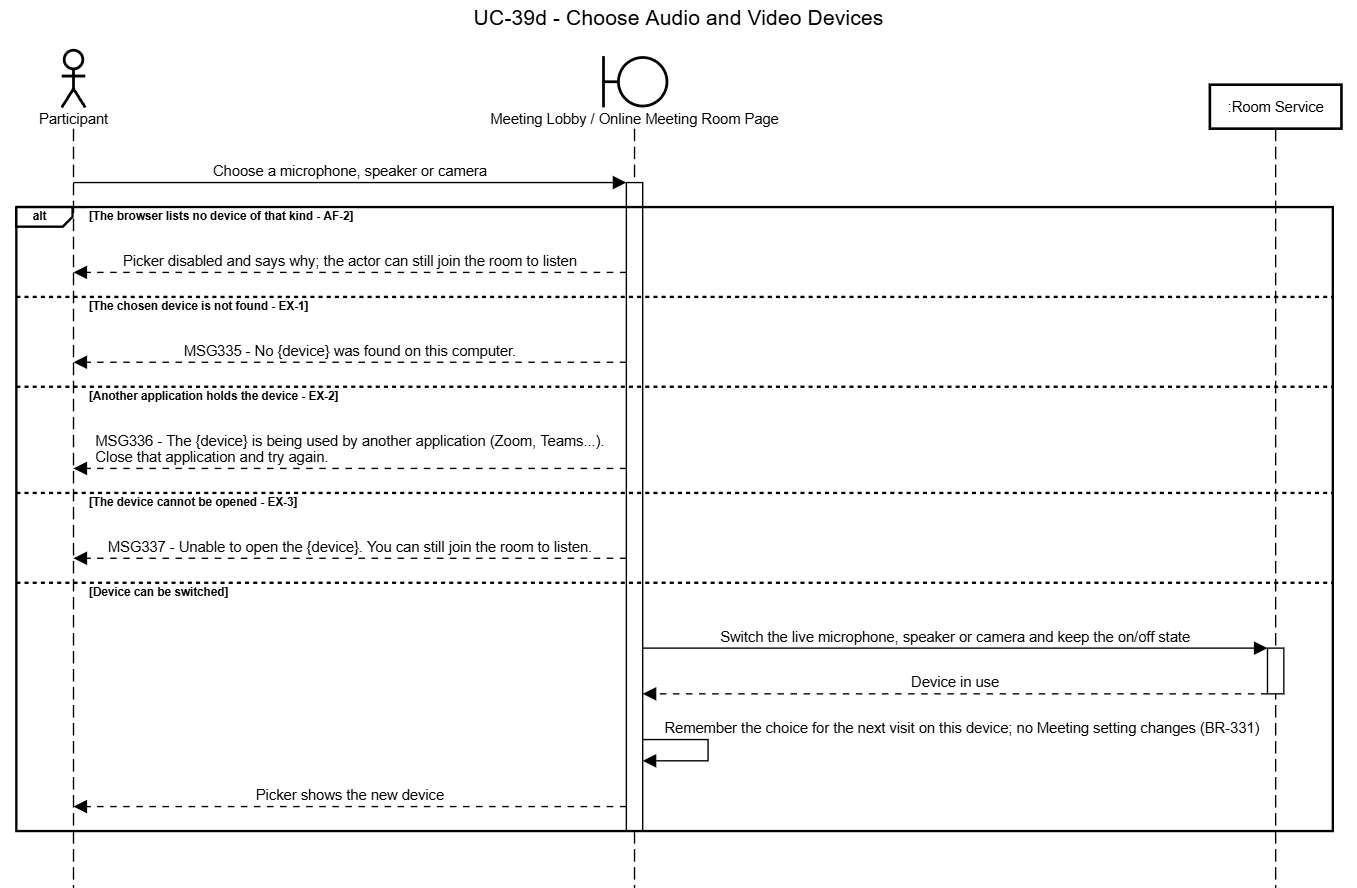 UC-39d - Choose Audio and Video Devices
Participant
Meeting Lobby / Online Meeting Room Page
:Room Service
Choose a microphone, speaker or camera
alt
[The browser lists no device of that kind - AF-2]
Picker disabled and says why; the actor can still join the room to listen
[The chosen device is not found - EX-1]
MSG335 - No {device} was found on this computer.
[Another application holds the device - EX-2]
MSG336 - The {device} is being used by another application (Zoom, Teams...).
Close that application and try again.
[The device cannot be opened - EX-3]
MSG337 - Unable to open the {device}. You can still join the room to listen.
[Device can be switched]
Switch the live microphone, speaker or camera and keep the on/off state
Device in use
Remember the choice for the next visit on this device; no Meeting setting changes (BR-331)
Picker shows the new device